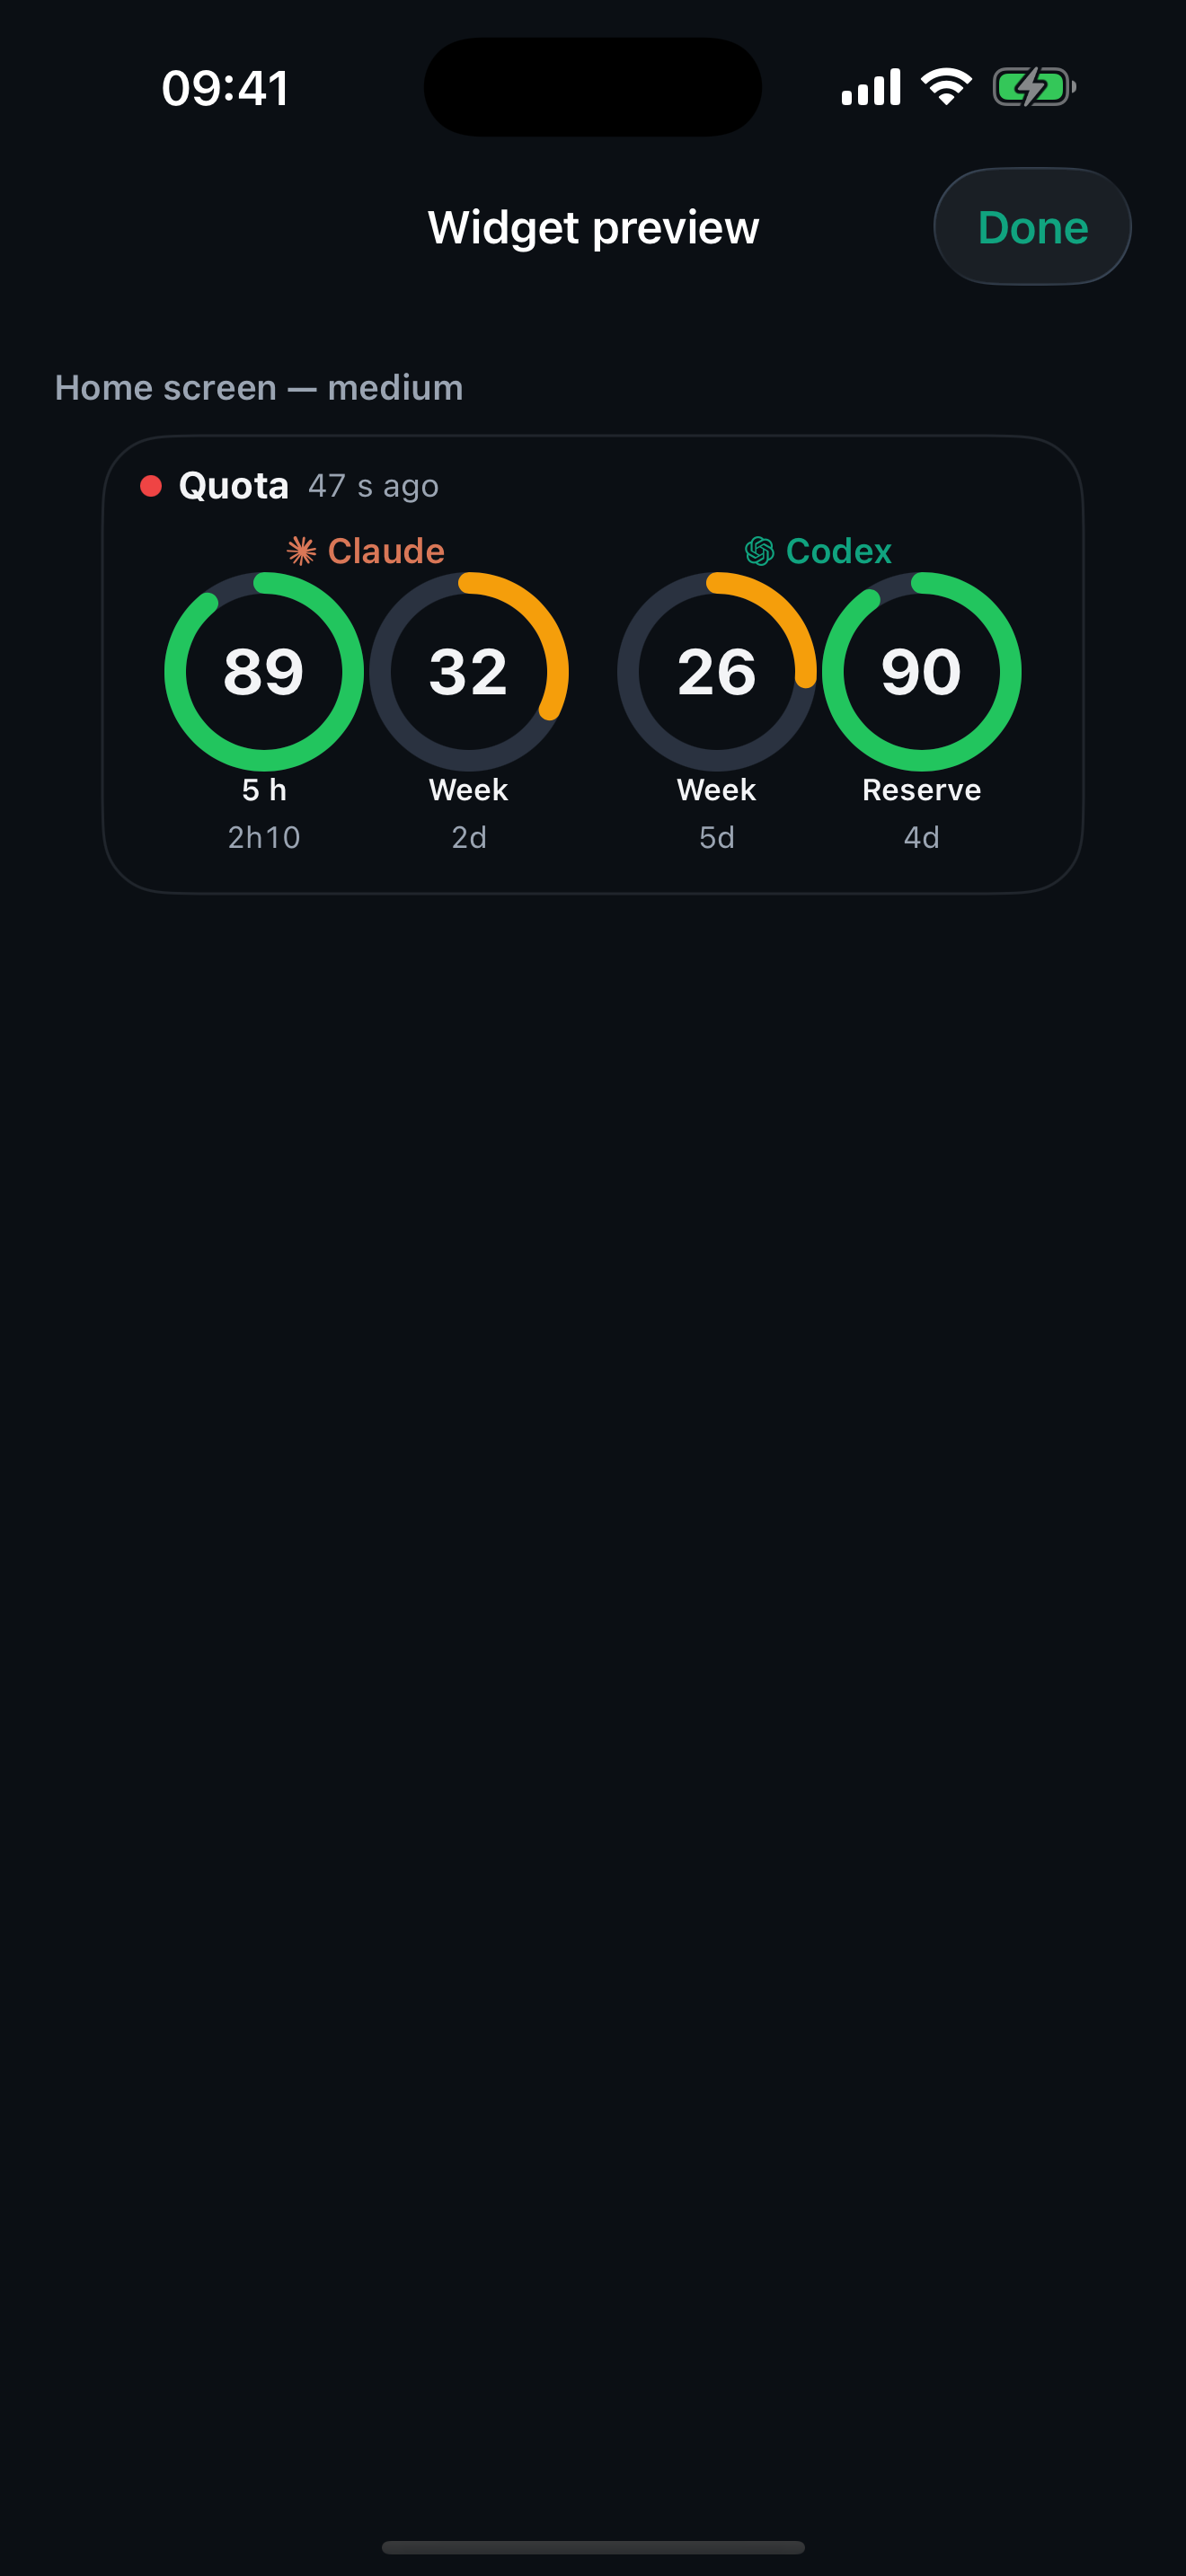 09:41
Widget preview
Done
Home screen — medium
Quota 47 s ago
Claude
Codex
89
32
26
90
5 h
Week
Week
Reserve
2h10
2d
5d
4d